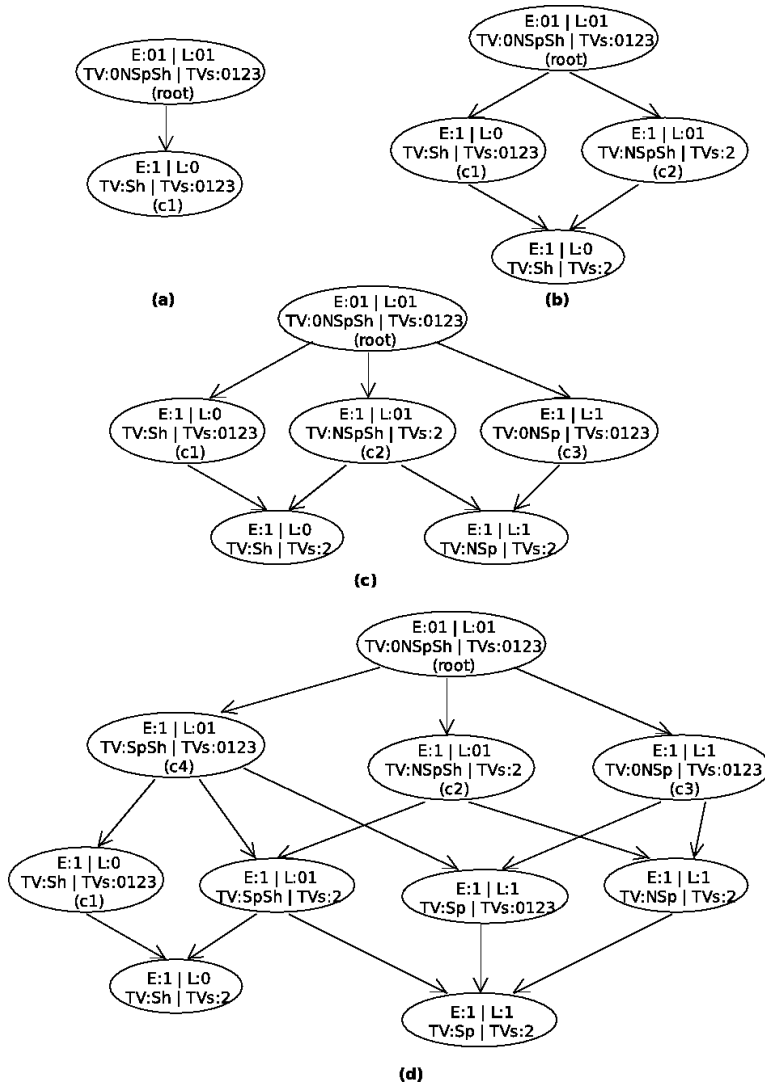 E:01 | L:01
TV:0NSpSh | TVs:0123
(root)
E:1 | L:0
TV:Sh | TVs:0123
(c1)
(a)
E:01 | L:01
TV:0NSpSh | TVs:0123
(root)
E:1 | L:0
TV:Sh | TVs:0123
(c1)
E:1 | L:01
TV:NSpSh | TVs:2
(c2)
E:1 | L:0
TV:Sh | TVs:2
(b)
E:01 | L:01
TV:0NSpSh | TVs:0123
(root)
E:1 | L:0
TV:Sh | TVs:0123
(c1)
E:1 | L:01
TV:NSpSh | TVs:2
(c2)
E:1 | L:1
TV:0NSp | TVs:0123
(c3)
E:1 | L:0
TV:Sh | TVs:2
E:1 | L:1
TV:NSp | TVs:2
(c)
E:01 | L:01
TV:0NSpSh | TVs:0123
(root)
E:1 | L:01
TV:SpSh | TVs:0123
(c4)
E:1 | L:01
TV:NSpSh | TVs:2
(c2)
E:1 | L:1
TV:0NSp | TVs:0123
(c3)
E:1 | L:0
TV:Sh | TVs:0123
(c1)
E:1 | L:01
TV:SpSh | TVs:2
E:1 | L:1
TV:Sp | TVs:0123
E:1 | L:1
TV:NSp | TVs:2
E:1 | L:0
TV:Sh | TVs:2
E:1 | L:1
TV:Sp | TVs:2
(d)